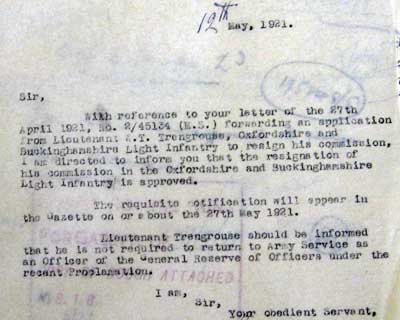 12th May, 1921.
Sir,
With reference to your letter of the 27th
April 1921, No. 2/45134 (M.S.) forwarding an application
from Lieutenant E.T. Trengrouse, Oxfordshire and
Buckinghamshire Light Infantry to resign his commission,
I am directed to inform you that the resignation of
his commission in the Oxfordshire and Buckinghamshire
Light Infantry is approved.
The requisite notification will appear in
the Gazette on or about the 27th May 1921.
Lieutenant Trengrouse should be informed
that he is not required to return to Army Service as
an Officer of the General Reserve of Officers under the
recent Proclamation.
ATTACHED
I am,
Sir,
Your obedient Servant,